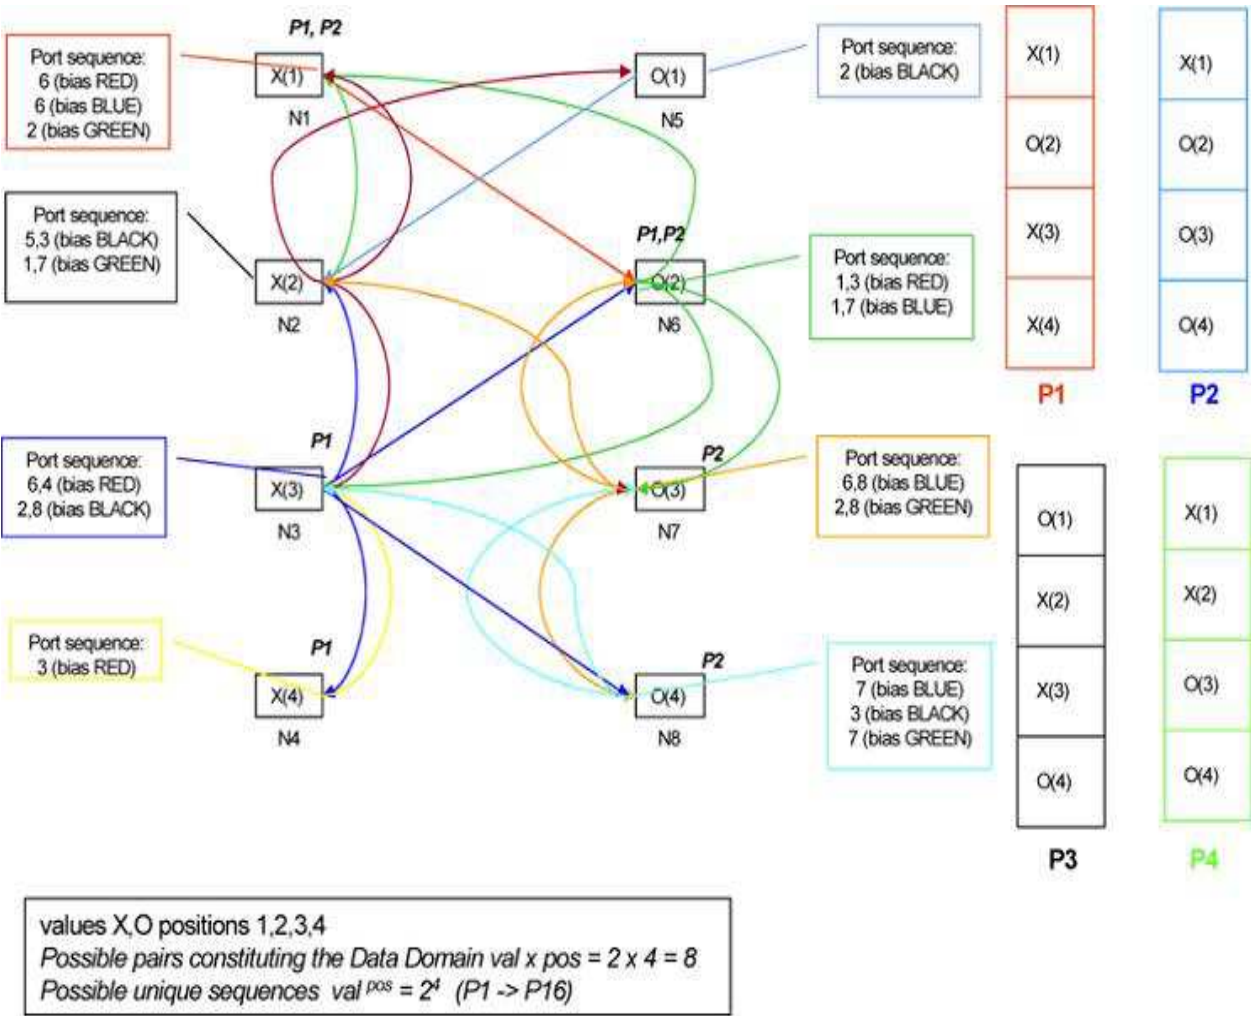 P1, P2
Port sequence:
6 (bias RED)
6 (bias BLUE)
2 (bias GREEN)
X(1)
N1
O(1)
N5
Port sequence:
2 (bias BLACK)
Port sequence:
5,3 (bias BLACK)
1,7 (bias GREEN)
X(2)
N2
P1,P2
O(2)
N6
Port sequence:
1,3 (bias RED)
1,7 (bias BLUE)
Port sequence:
6,4 (bias RED)
2,8 (bias BLACK)
P1
X(3)
N3
P2
O(3)
N7
Port sequence:
6,8 (bias BLUE)
2,8 (bias GREEN)
Port sequence:
3 (bias RED)
P1
X(4)
N4
P2
O(4)
N8
Port sequence:
7 (bias BLUE)
3 (bias BLACK)
7 (bias GREEN)
X(1)
O(2)
X(3)
X(4)
P1
X(1)
O(2)
O(3)
O(4)
P2
O(1)
X(2)
X(3)
O(4)
P3
X(1)
X(2)
O(3)
O(4)
P4
values X,O positions 1,2,3,4
Possible pairs constituting the Data Domain val x pos = 2 x 4 = 8
Possible unique sequences val pos = 2⁴ (P1 -> P16)